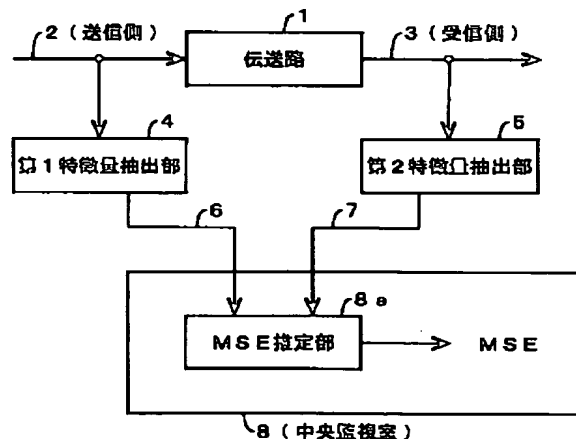 1
2(送信側)
伝送路
3(受信側)
4
第1特徴量抽出部
5
第2特徴量抽出部
6
7
8a
MSE推定部
MSE
8(中央監視室)